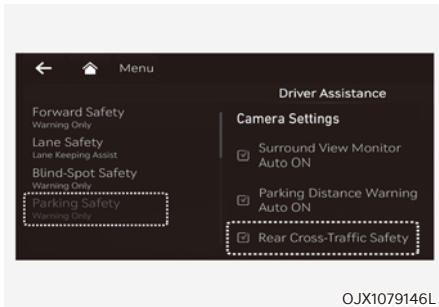 Menu
Driver Assistance
Forward Safety
Warning Only
Lane Safety
Lane Keeping Assist
Blind-Spot Safety
Warning Only
Parking Safety
Warning Only
Camera Settings
Surround View Monitor
Auto ON
Parking Distance Warning
Auto ON
Rear Cross-Traffic Safety
OJX1079146L